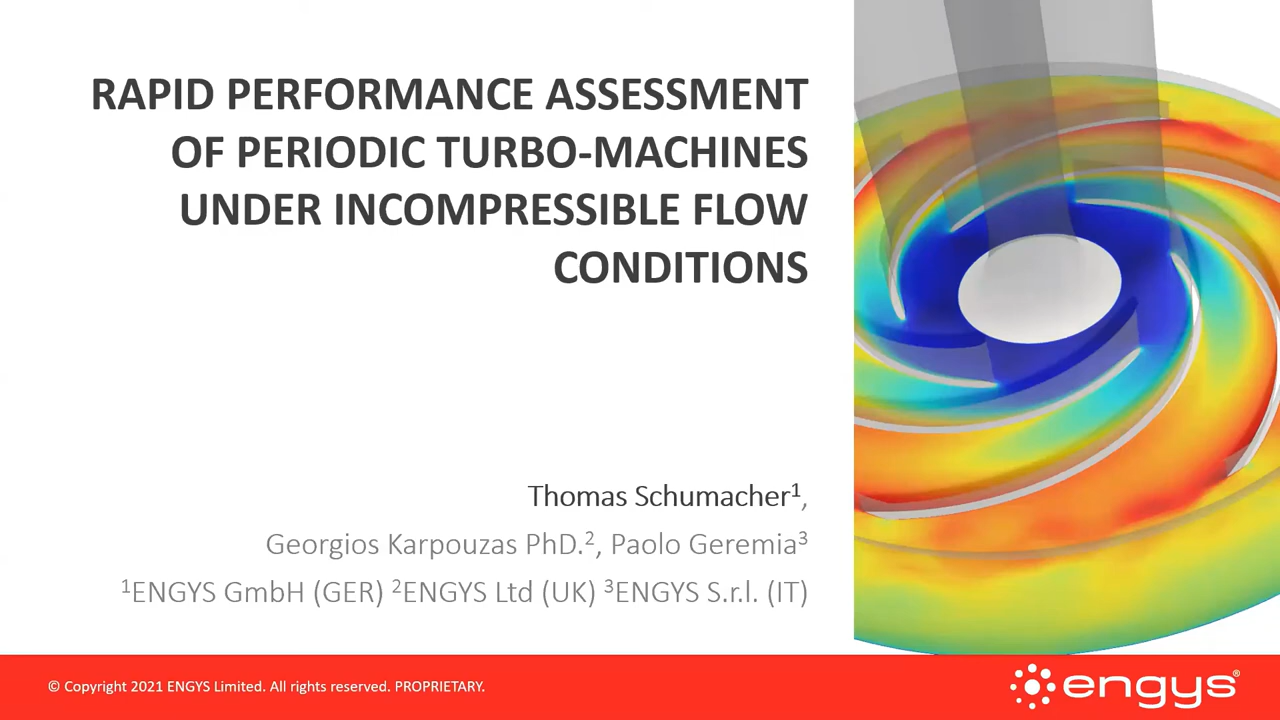 RAPID PERFORMANCE ASSESSMENT
OF PERIODIC TURBO-MACHINES
UNDER INCOMPRESSIBLE FLOW
CONDITIONS
Thomas Schumacher¹,
Georgios Karpouzas PhD.², Paolo Geremia³
¹ENGYS GmbH (GER) ²ENGYS Ltd (UK) ³ENGYS S.r.l. (IT)
© Copyright 2021 ENGYS Limited. All rights reserved. PROPRIETARY.
engys®